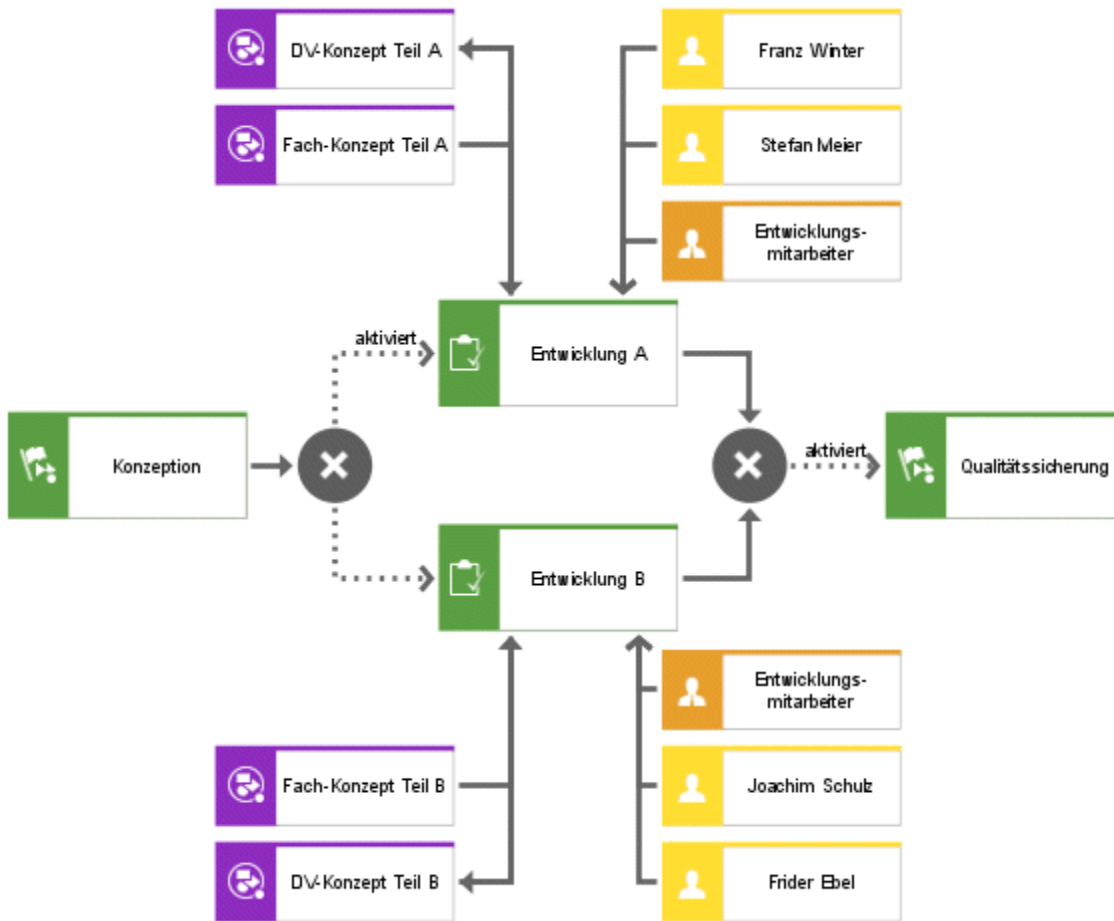 DV-Konzept Teil A
Franz Winter
Fach-Konzept Teil A
Stefan Meier
Entwicklungs-
mitarbeiter
aktiviert
Entwicklung A
Konzeption
aktiviert
Qualitätssicherung
Entwicklung B
Entwicklungs-
mitarbeiter
Fach-Konzept Teil B
Joachim Schulz
DV-Konzept Teil B
Frider Ebel